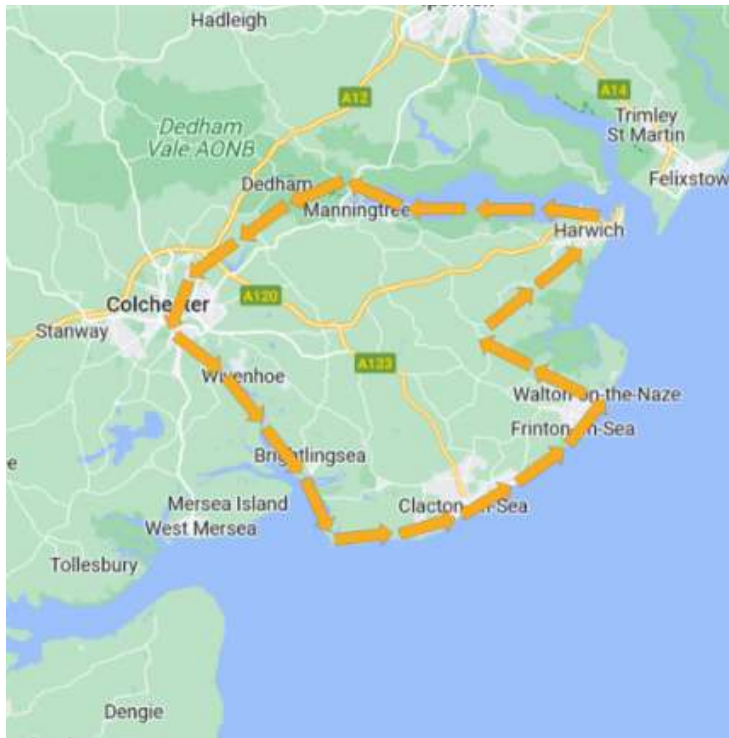 Hadleigh
A12
A14
Trimley
St Martin
Dedham
Vale AONB
Felixstow
Dedham
Manningtree
Harwich
Colchester
A120
Stanway
A133
Wivenhoe
Walton-on-the-Naze
Frinton-on-Sea
Brightlingsea
Mersea Island
Clacton-on-Sea
West Mersea
Tollesbury
Dengie